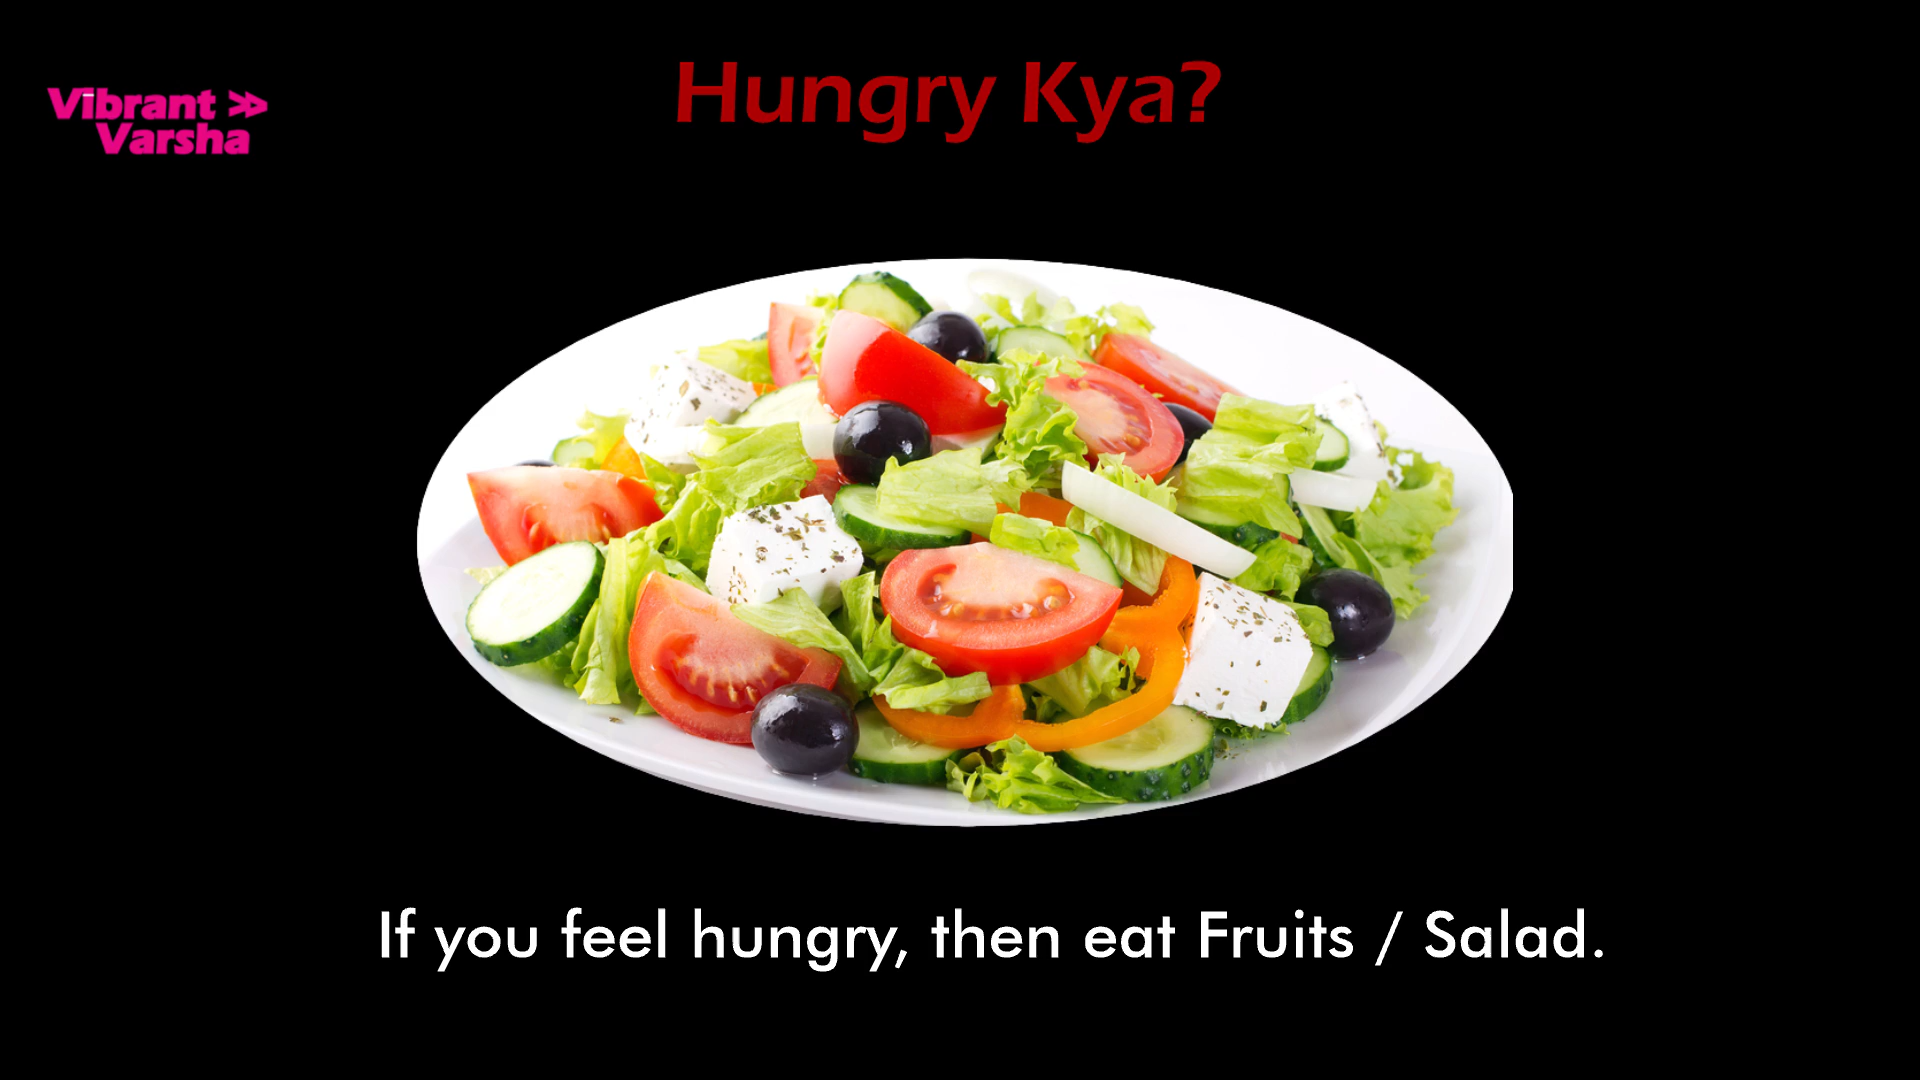 Hungry Kya?
Vibrant >>
Varsha
If you feel hungry, then eat Fruits / Salad.